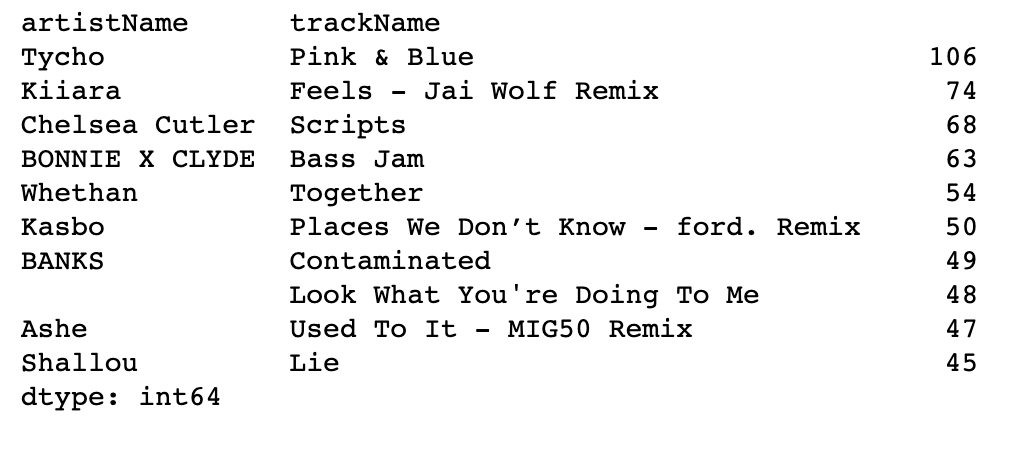 artistName trackName
Tycho Pink & Blue 106
Kiiara Feels - Jai Wolf Remix 74
Chelsea Cutler Scripts 68
BONNIE X CLYDE Bass Jam 63
Whethan Together 54
Kasbo Places We Don’t Know - ford. Remix 50
BANKS Contaminated 49
Look What You're Doing To Me 48
Ashe Used To It - MIG50 Remix 47
Shallou Lie 45
dtype: int64